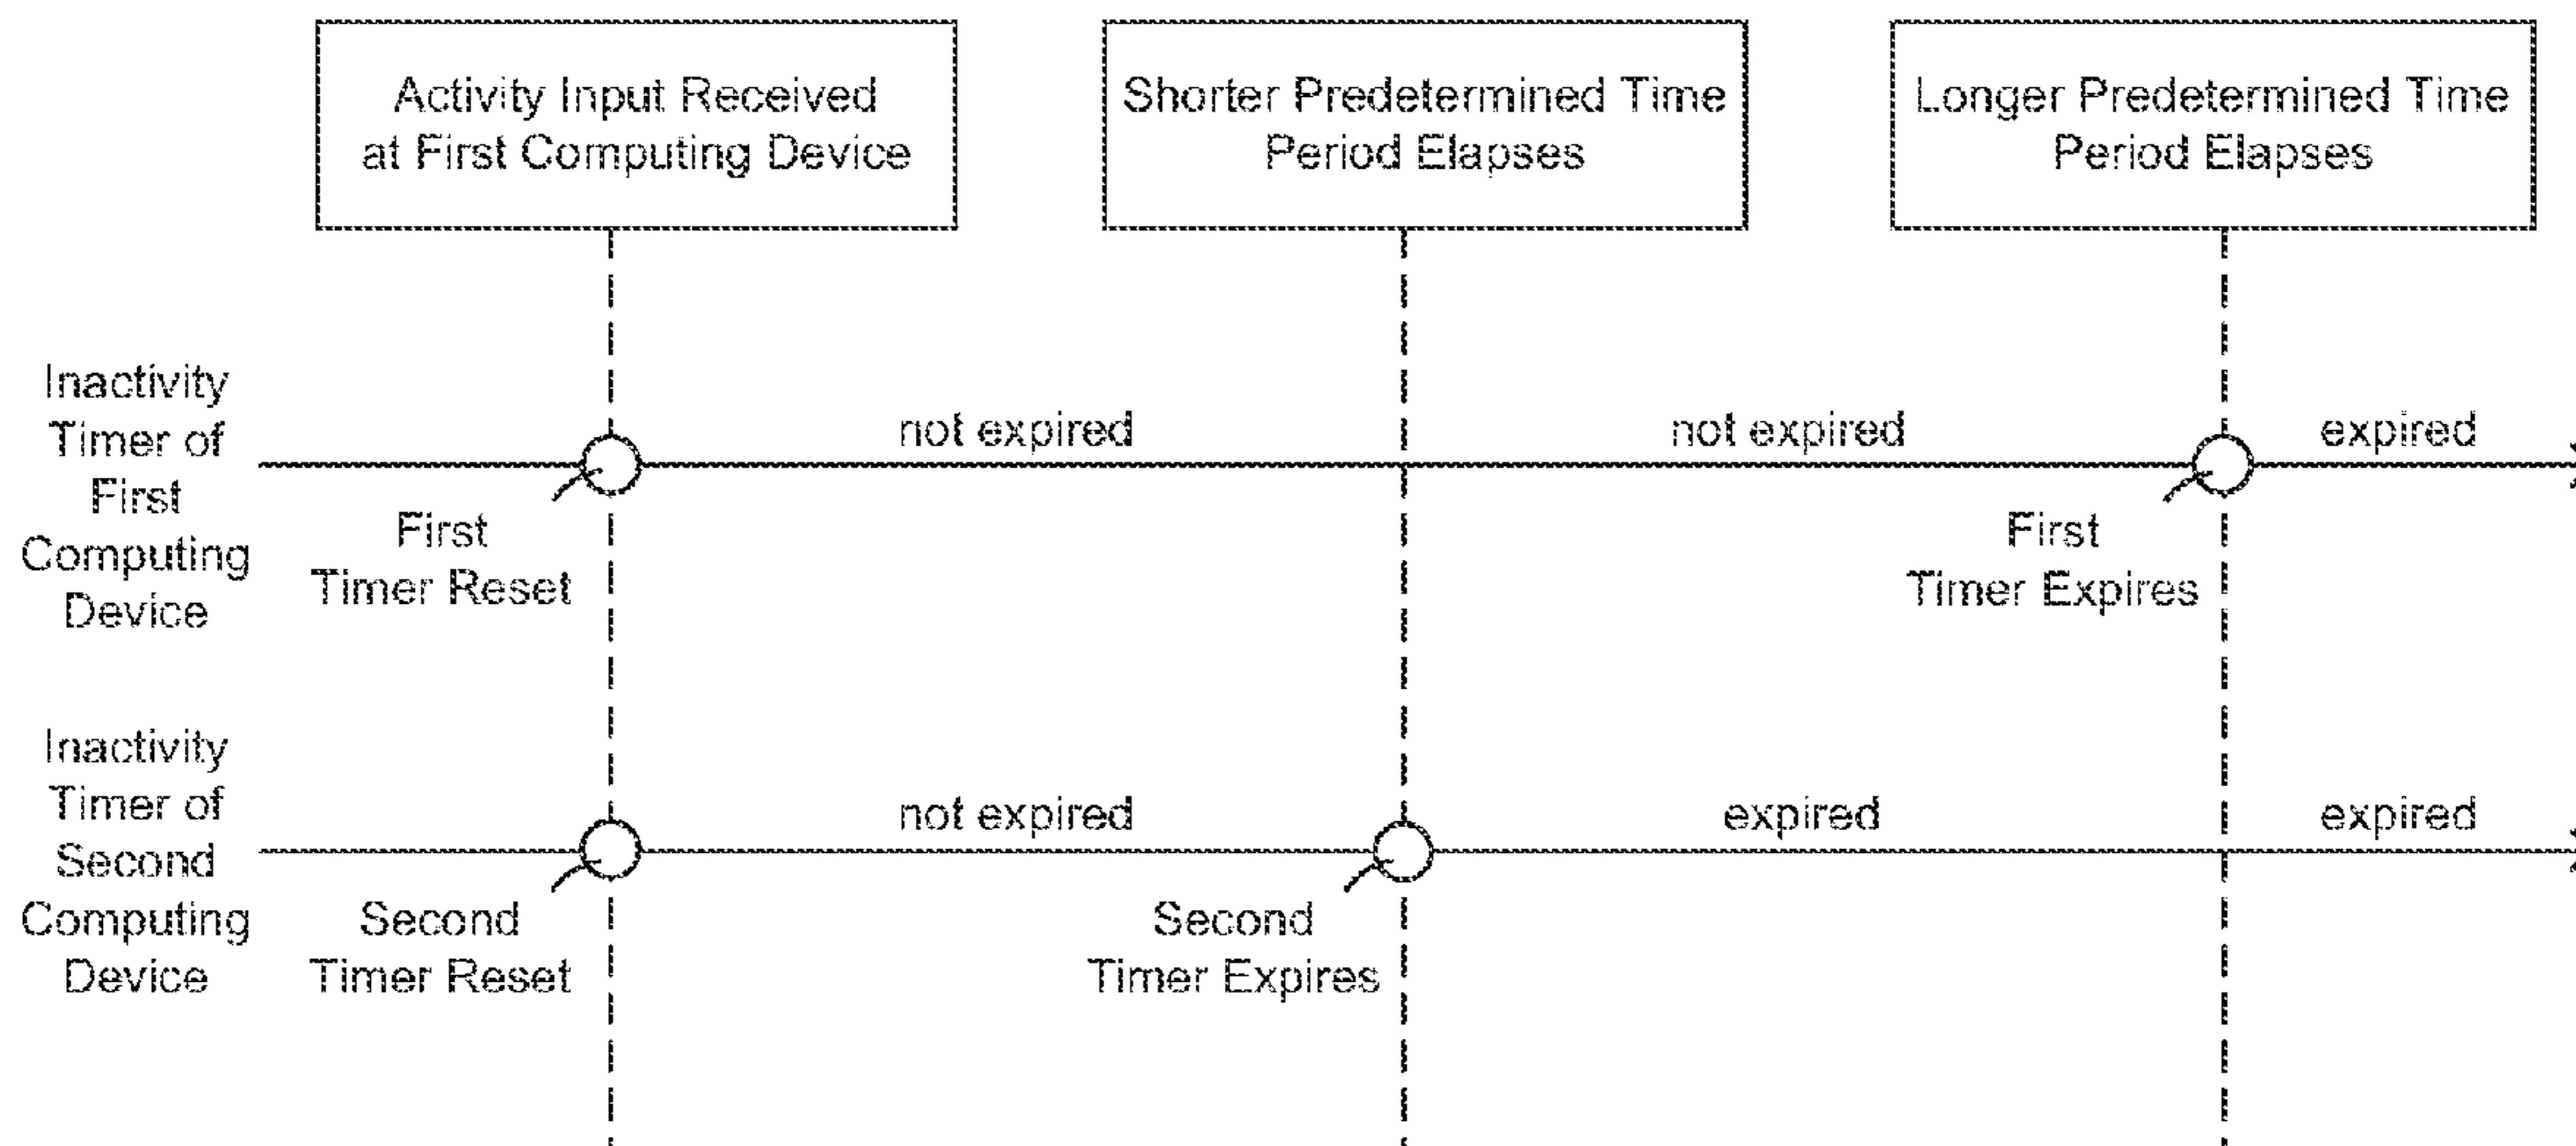 Activity Input Received
at First Computing Device
Shorter Predetermined Time
Period Elapses
Longer Predetermined Time
Period Elapses
Inactivity
Timer of
First
Computing
Device
not expired
not expired
expired
First
Timer Reset
First
Timer Expires
Inactivity
Timer of
Second
Computing
Device
not expired
expired
expired
Second
Timer Reset
Second
Timer Expires